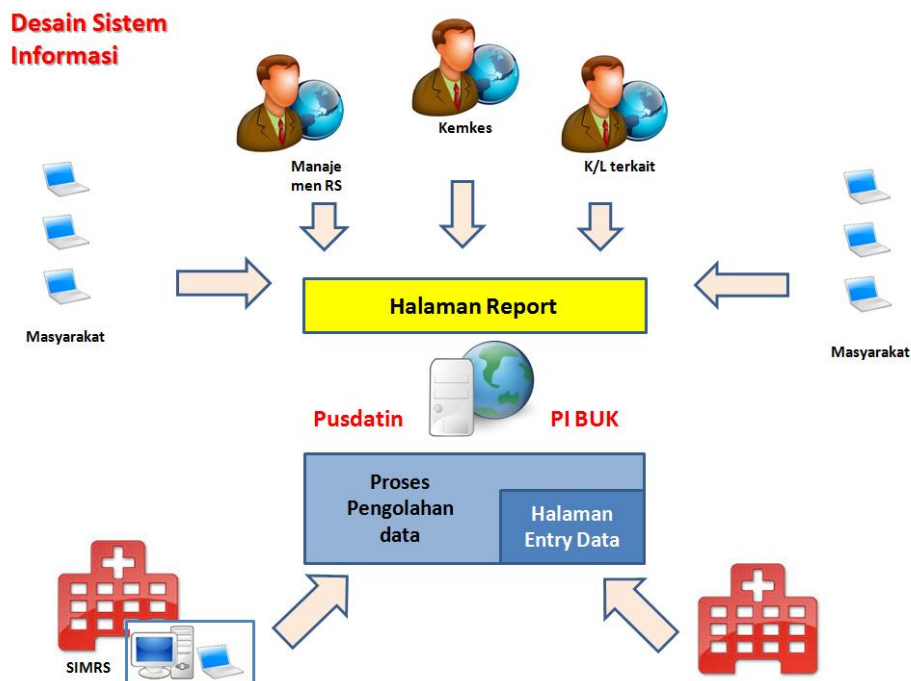 Desain Sistem
Informasi
Kemkes
Manaje
men RS
K/L terkait
Masyarakat
Halaman Report
Masyarakat
Pusdatin
PI BUK
Proses
Pengolahan
data
Halaman
Entry Data
SIMRS